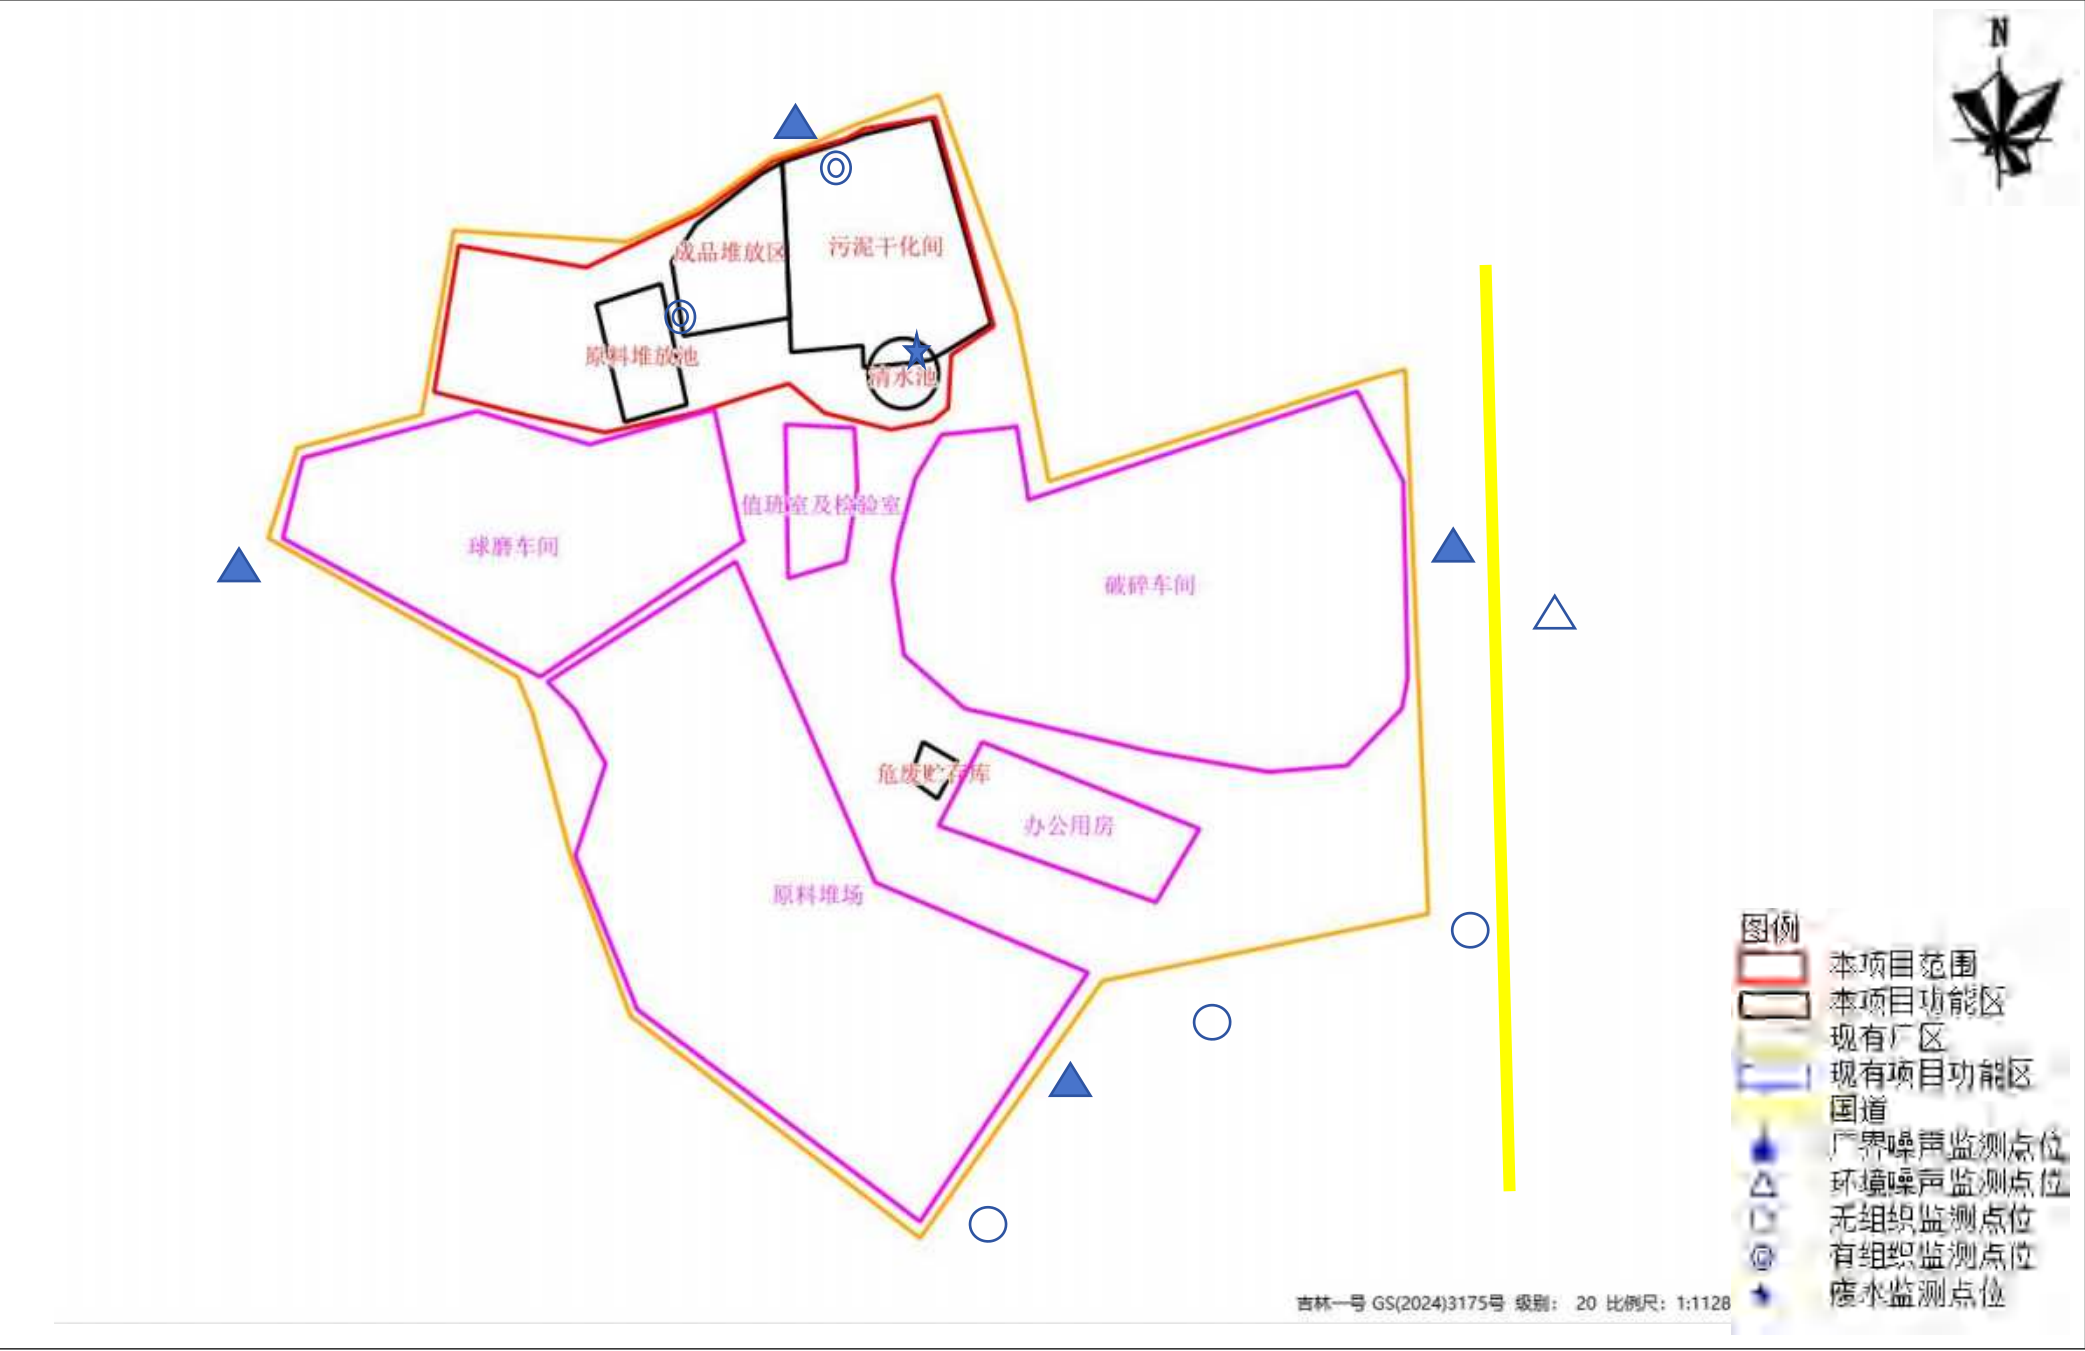 N
成品堆放区
污泥干化间
原料堆放池
清水池
值班室及检验室
球磨车间
破碎车间
危废贮存库
办公用房
原料堆场
图例
本项目范围
本项目功能区
现有厂区
现有项目功能区
国道
厂界噪声监测点位
环境噪声监测点位
无组织监测点位
有组织监测点位
废水监测点位
吉林一号 GS(2024)3175号 级别： 20 比例尺：1:1128